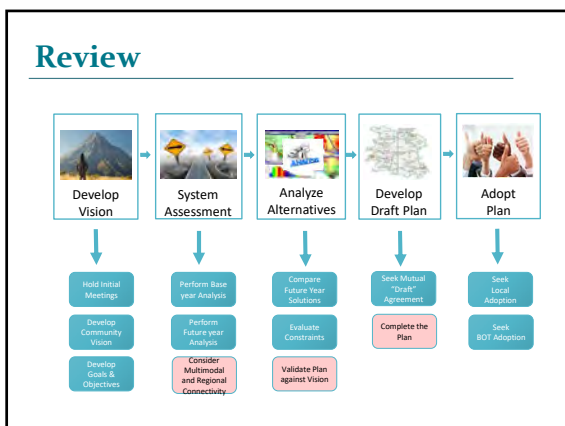 Review
Develop
Vision
System
Assessment
Analyze
Alternatives
Develop
Draft Plan
Adopt
Plan
Hold Initial
Meetings
Develop
Community
Vision
Develop
Goals &
Objectives
Perform Base
year Analysis
Perform
Future year
Analysis
Consider
Multimodal
and Regional
Connectivity
Compare
Future Year
Solutions
Evaluate
Constraints
Validate Plan
against Vision
Seek Mutual
"Draft"
Agreement
Complete the
Plan
Seek
Local
Adoption
Seek
BOT Adoption